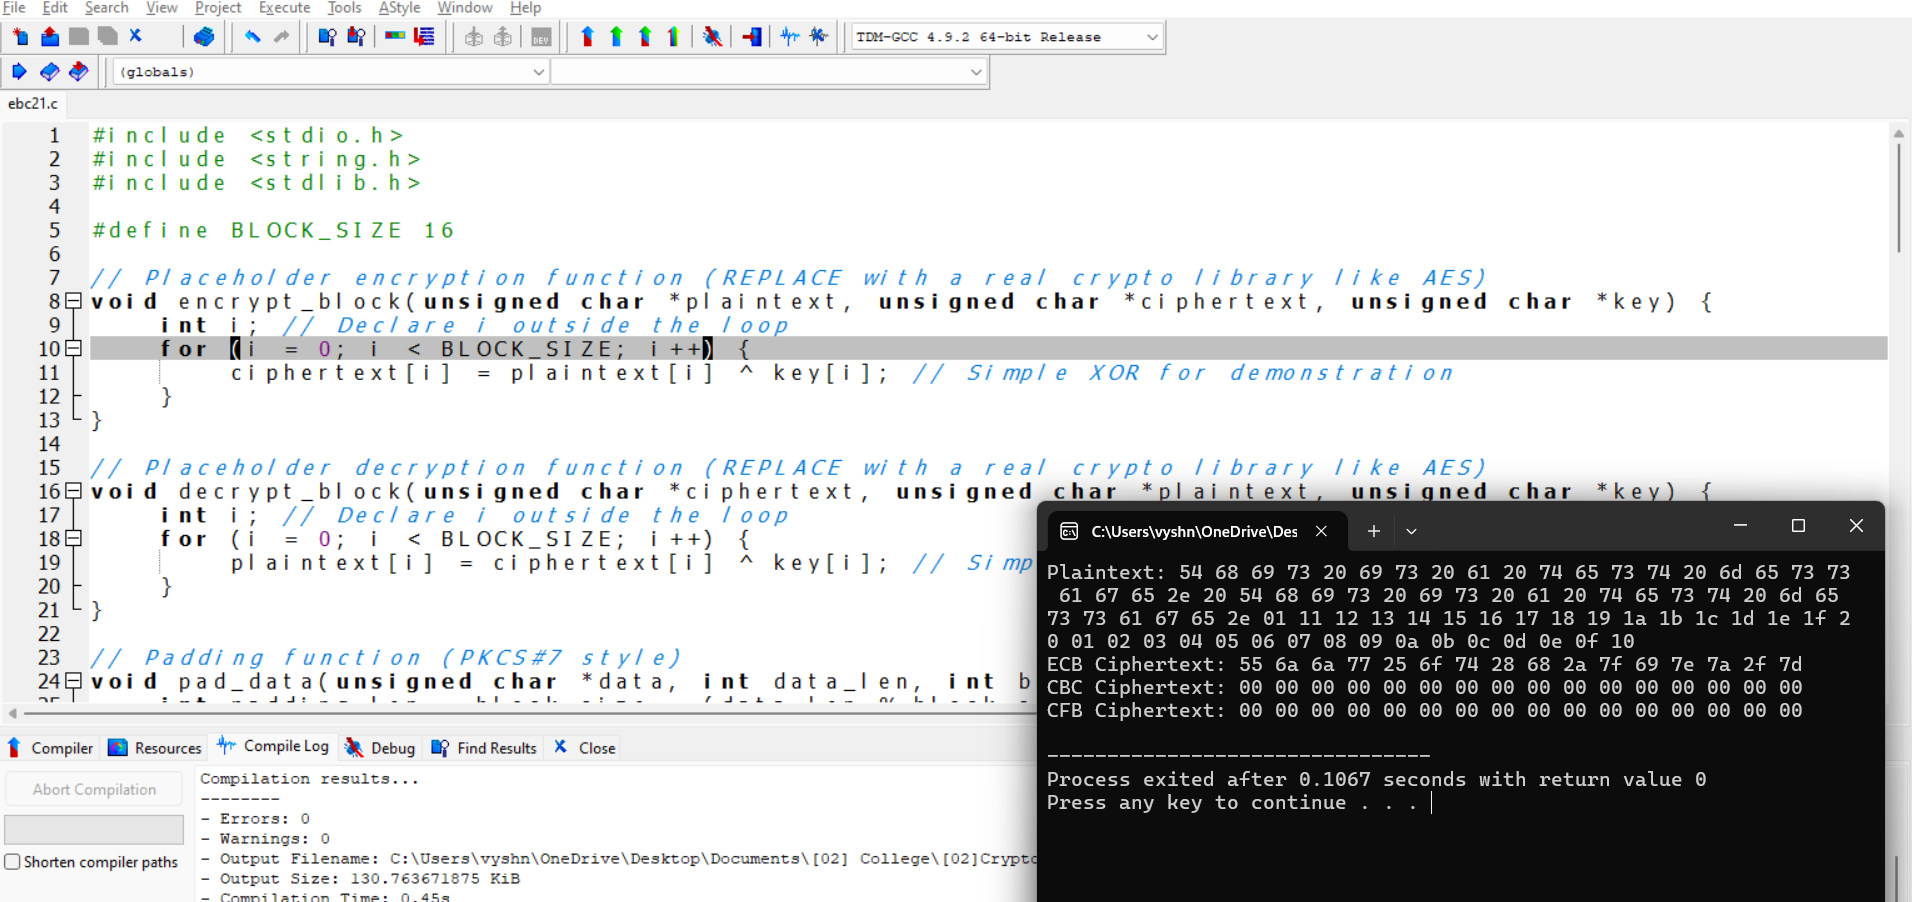 File Edit Search View Project Execute Tools AStyle Window Help
DEV
TDM-GCC 4.9.2 64-bit Release
(globals)
ebc21.c
1 #include <stdio.h>
2 #include <string.h>
3 #include <stdlib.h>
4
5 #define BLOCK_SIZE 16
6
7 // Placeholder encryption function (REPLACE with a real crypto library like AES)
8 void encrypt_block(unsigned char *plaintext, unsigned char *ciphertext, unsigned char *key) {
9 int i; // Declare i outside the loop
10 for (i = 0; i < BLOCK_SIZE; i++) {
11 ciphertext[i] = plaintext[i] ^ key[i]; // Simple XOR for demonstration
12 }
13 }
14
15 // Placeholder decryption function (REPLACE with a real crypto library like AES)
16 void decrypt_block(unsigned char *ciphertext, unsigned char *plaintext, unsigned char *key) {
17 int i; // Declare i outside the loop
18 for (i = 0; i < BLOCK_SIZE; i++) {
19 plaintext[i] = ciphertext[i] ^ key[i]; // Simp
20 }
21 }
22
23 // Padding function (PKCS#7 style)
24 void pad_data(unsigned char *data, int data_len, int b
C:\Users\vyshn\OneDrive\Des
Plaintext: 54 68 69 73 20 69 73 20 61 20 74 65 73 74 20 6d 65 73 73
61 67 65 2e 20 54 68 69 73 20 69 73 20 61 20 74 65 73 74 20 6d 65
73 73 61 67 65 2e 01 11 12 13 14 15 16 17 18 19 1a 1b 1c 1d 1e 1f 2
0 01 02 03 04 05 06 07 08 09 0a 0b 0c 0d 0e 0f 10
ECB Ciphertext: 55 6a 6a 77 25 6f 74 28 68 2a 7f 69 7e 7a 2f 7d
CBC Ciphertext: 00 00 00 00 00 00 00 00 00 00 00 00 00 00 00 00
CFB Ciphertext: 00 00 00 00 00 00 00 00 00 00 00 00 00 00 00 00
--------------------------------
Process exited after 0.1067 seconds with return value 0
Press any key to continue . . .
Compiler Resources Compile Log Debug Find Results Close
Abort Compilation
Shorten compiler paths
Compilation results...
--------
- Errors: 0
- Warnings: 0
- Output Filename: C:\Users\vyshn\OneDrive\Desktop\Documents\[02] College\[02]Crypto
- Output Size: 130.763671875 KiB
- Compilation Time: 0.45s